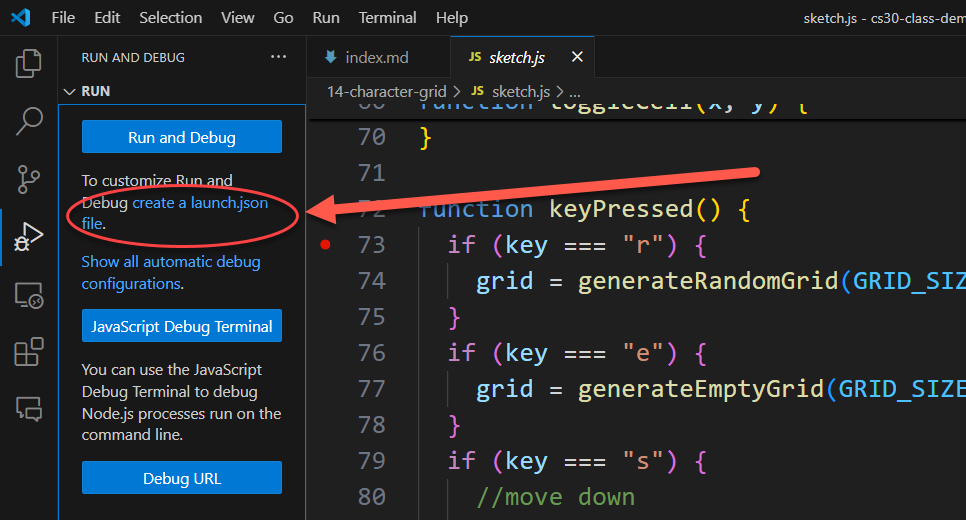 File Edit Selection View Go Run Terminal Help sketch.js - cs30-class-dem
RUN AND DEBUG ...
index.md JS sketch.js
RUN
14-character-grid > JS sketch.js > ...
Run and Debug
To customize Run and
Debug create a launch.json
file.
Show all automatic debug
configurations.
JavaScript Debug Terminal
You can use the JavaScript
Debug Terminal to debug
Node.js processes run on the
command line.
Debug URL
function toggleCell(x, y) {
70 }
71
72 function keyPressed() {
73 if (key === "r") {
74 grid = generateRandomGrid(GRID_SIZE
75 }
76 if (key === "e") {
77 grid = generateEmptyGrid(GRID_SIZE
78 }
79 if (key === "s") {
80 //move down